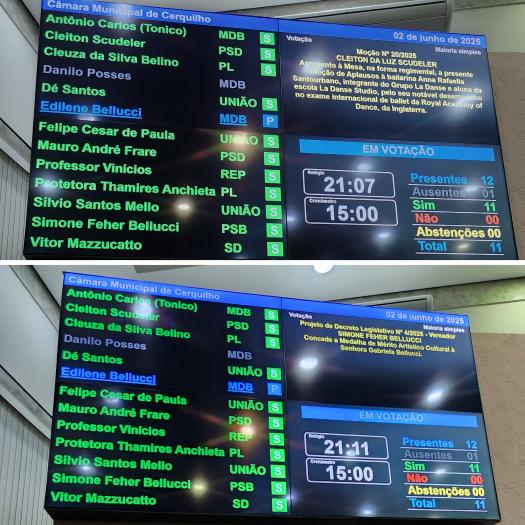 Câmara Municipal de Cerquilho
02 de junho de 2025
Antônio Carlos (Tonico) MDB S
Cleiton Scudeler PSD S
Cleuza da Silva Belino PL S
Danilo Posses MDB
Dé Santos UNIÃO S
Edilene Bellucci MDB P
Felipe Cesar de Paula UNIÃO S
Mauro André Frare PSD S
Professor Vinícios REP S
Protetora Thamires Anchieta PL S
Sílvio Santos Mello UNIÃO S
Simone Feher Bellucci PSB S
Vitor Mazzucatto SD S
Votação Maioria simples
Moção Nº 20/2025
CLEITON DA LUZ SCUDELER
Apresento à Mesa, na forma regimental, a presente
Moção de Aplausos à bailarina Anna Rafaella
Santourbano, integrante do Grupo La Danse e aluna da
escola La Danse Studio, pelo seu notável desempenho
no exame internacional de ballet da Royal Academy of
Dance, da Inglaterra.
EM VOTAÇÃO
Relógio
21:07
Cronômetro
15:00
Presentes 12
Ausentes 01
Sim 11
Não 00
Abstenções 00
Total 11
Câmara Municipal de Cerquilho
02 de junho de 2025
Antônio Carlos (Tonico) MDB S
Cleiton Scudeler PSD S
Cleuza da Silva Belino PL S
Danilo Posses MDB
Dé Santos UNIÃO S
Edilene Bellucci MDB P
Felipe Cesar de Paula UNIÃO S
Mauro André Frare PSD S
Professor Vinícios REP S
Protetora Thamires Anchieta PL S
Sílvio Santos Mello UNIÃO S
Simone Feher Bellucci PSB S
Vitor Mazzucatto SD S
Votação Maioria simples
Projeto de Decreto Legislativo Nº 4/2025 - Vereador
SIMONE FEHER BELLUCCI
Concede a Medalha de Mérito Artístico Cultural à
Senhora Gabriela Bellucci.
EM VOTAÇÃO
Relógio
21:11
Cronômetro
15:00
Presentes 12
Ausentes 01
Sim 11
Não 00
Abstenções 00
Total 11